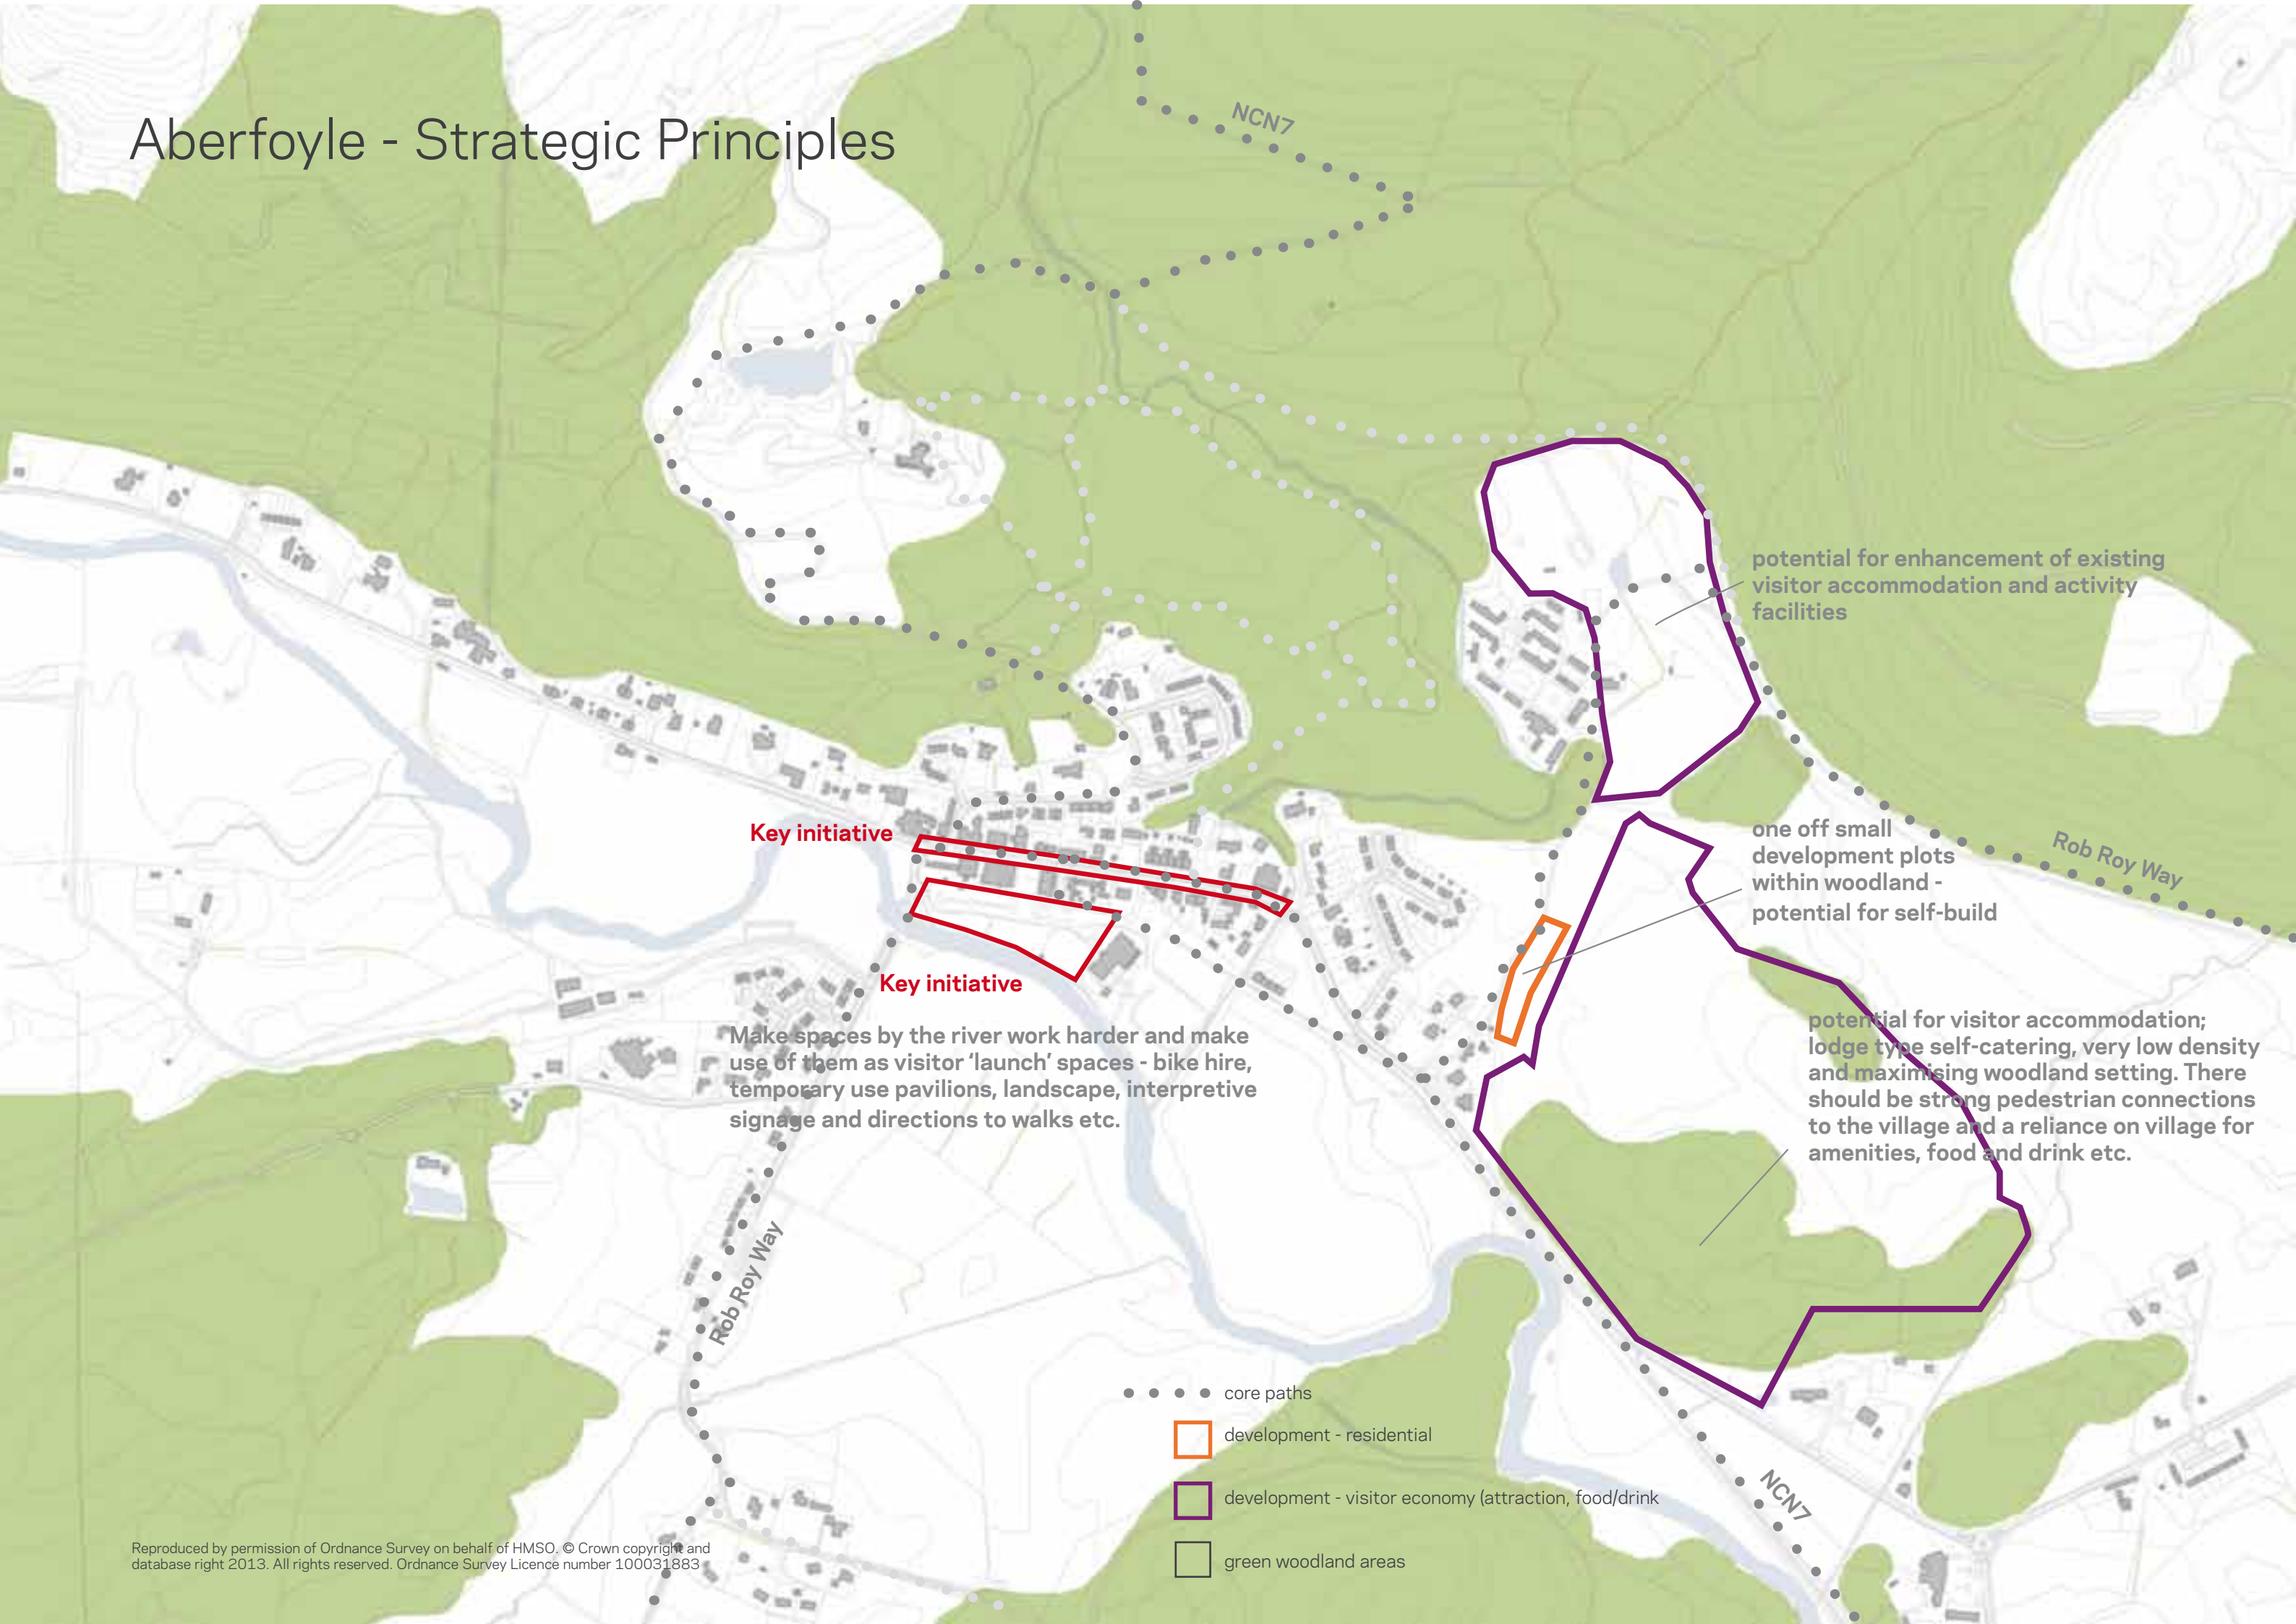 Aberfoyle - Strategic Principles
NCN7
potential for enhancement of existing
visitor accommodation and activity
facilities
Key initiative
one off small
development plots
within woodland -
potential for self-build
Rob Roy Way
Key initiative
Make spaces by the river work harder and make
use of them as visitor ‘launch’ spaces - bike hire,
temporary use pavilions, landscape, interpretive
signage and directions to walks etc.
potential for visitor accommodation;
lodge type self-catering, very low density
and maximising woodland setting. There
should be strong pedestrian connections
to the village and a reliance on village for
amenities, food and drink etc.
Rob Roy Way
core paths
development - residential
development - visitor economy (attraction, food/drink
green woodland areas
NCN7
Reproduced by permission of Ordnance Survey on behalf of HMSO. © Crown copyright and
database right 2013. All rights reserved. Ordnance Survey Licence number 100031883